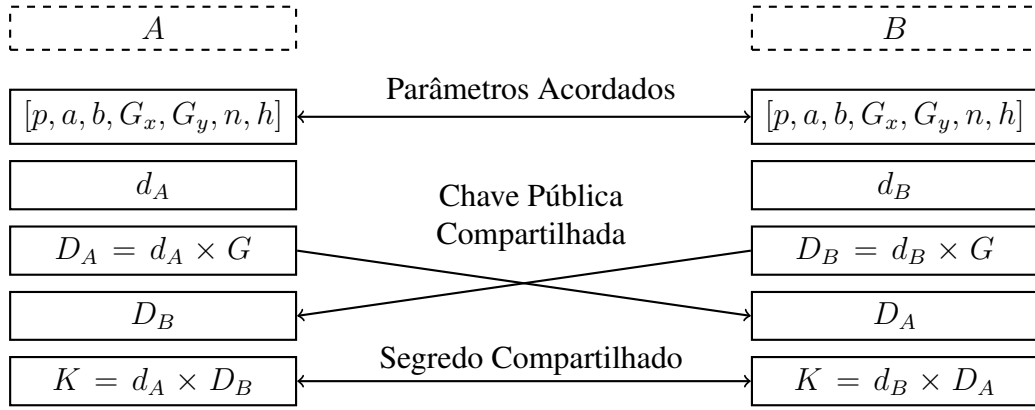 A B
Parâmetros Acordados
[p, a, b, G_x, G_y, n, h] [p, a, b, G_x, G_y, n, h]
d_A d_B
Chave Pública
Compartilhada
D_A = d_A × G D_B = d_B × G
D_B D_A
Segredo Compartilhado
K = d_A × D_B K = d_B × D_A